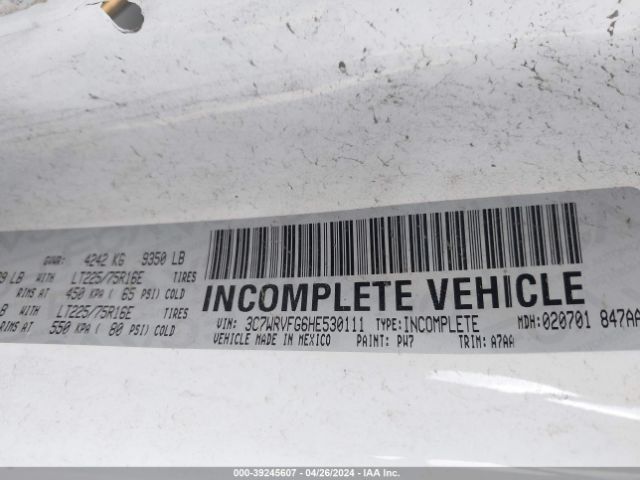 GVWR: 4242 KG 9350 LB
LB WITH LT225/75R16E TIRES
RIMS AT 450 KPA ( 65 PSI) COLD
WITH LT225/75R16E TIRES
RIMS AT 550 KPA ( 80 PSI) COLD
INCOMPLETE VEHICLE
VIN: 3C7WRVFG6HE530111 TYPE: INCOMPLETE MDH: 020701 847AA
VEHICLE MADE IN MEXICO PAINT: PW7 TRIM: A7AA
000-39245607 - 04/26/2024 - IAAI.COM